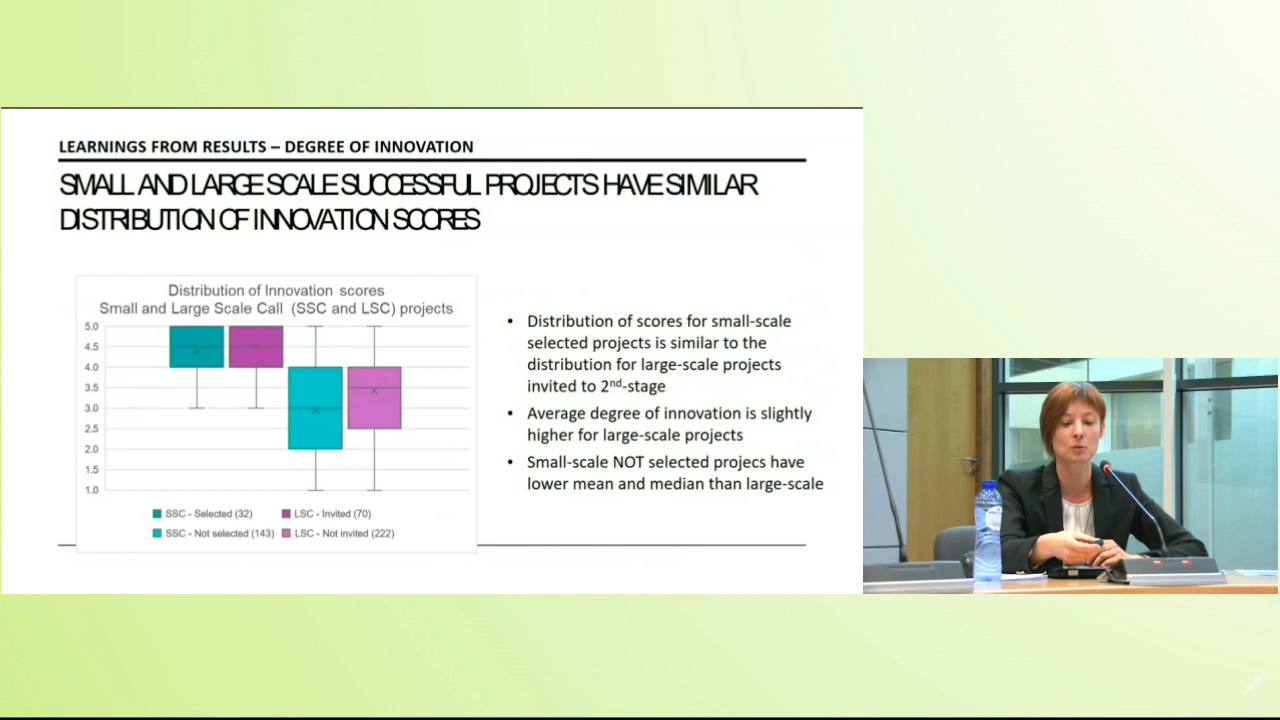 LEARNINGS FROM RESULTS – DEGREE OF INNOVATION
SMALL AND LARGE SCALE SUCCESSFUL PROJECTS HAVE SIMILAR
DISTRIBUTION OF INNOVATION SCORES
Distribution of Innovation scores
Small and Large Scale Call (SSC and LSC) projects
5.0
4.5
4.0
3.5
3.0
2.5
2.0
1.5
1.0
SSC - Selected (32) LSC - Invited (70)
SSC - Not selected (143) LSC - Not invited (222)
• Distribution of scores for small-scale
selected projects is similar to the
distribution for large-scale projects
invited to 2nd-stage
• Average degree of innovation is slightly
higher for large-scale projects
• Small-scale NOT selected projecs have
lower mean and median than large-scale